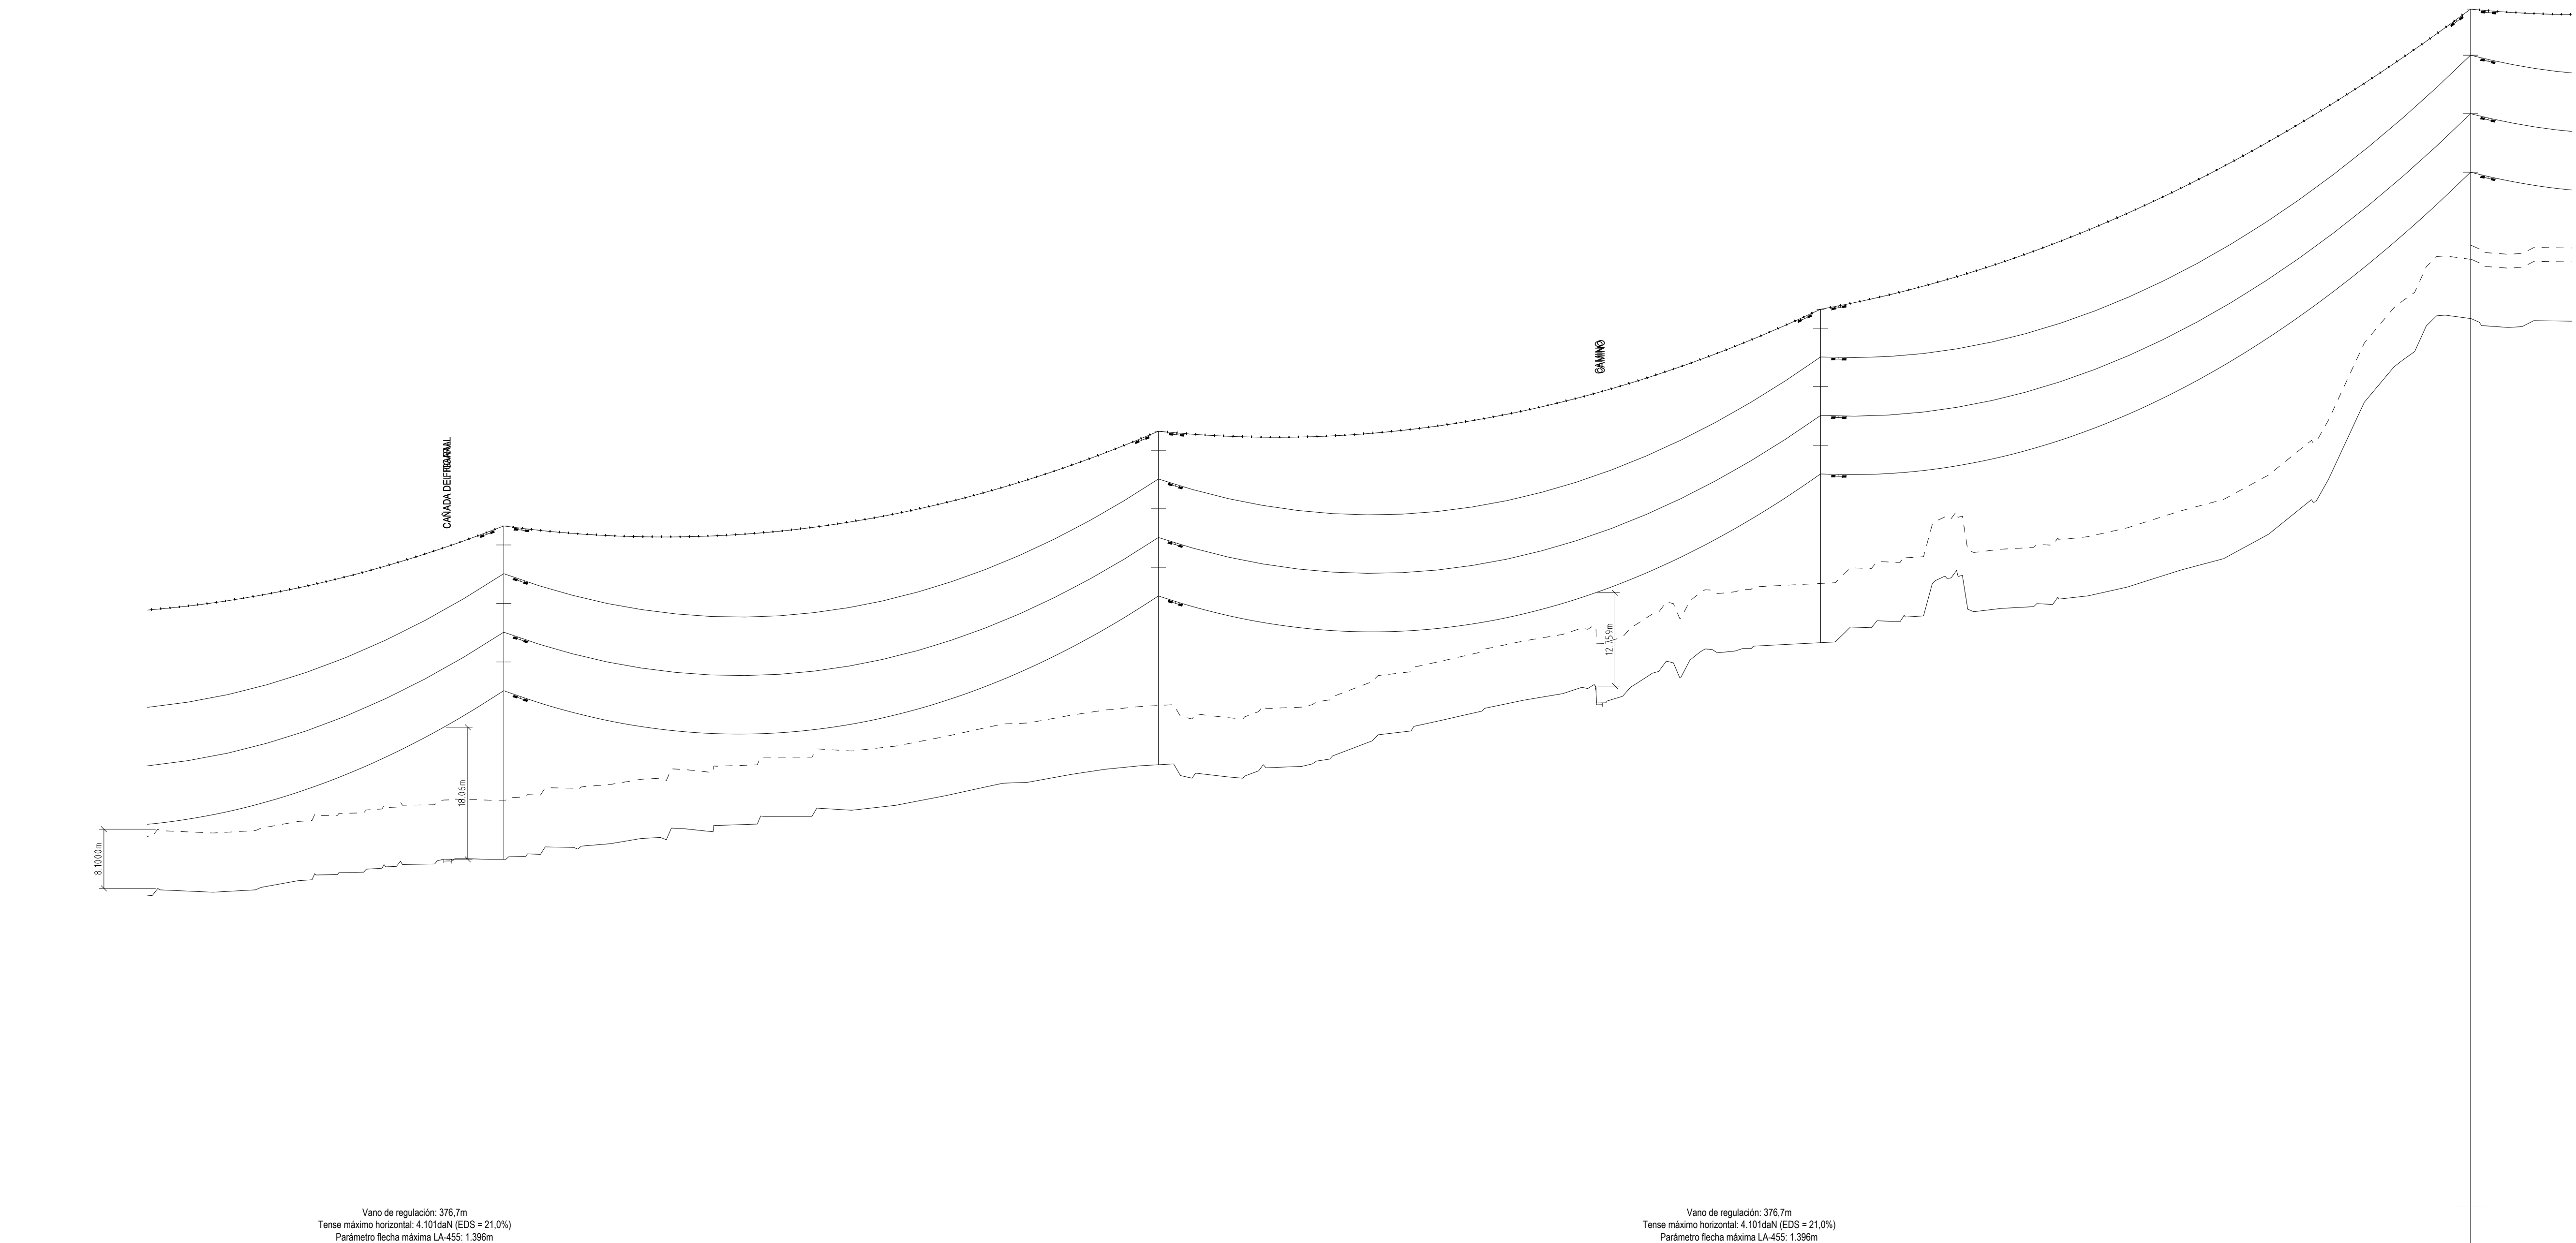 CAMINO
CAMINO
CAÑADA DEL
12.759m
18.06m
8.1000m
Vano de regulación: 376,7m
Tense máximo horizontal: 4.101daN (EDS = 21,0%)
Parámetro flecha máxima LA-455: 1.396m
Vano de regulación: 376,7m
Tense máximo horizontal: 4.101daN (EDS = 21,0%)
Parámetro flecha máxima LA-455: 1.396m